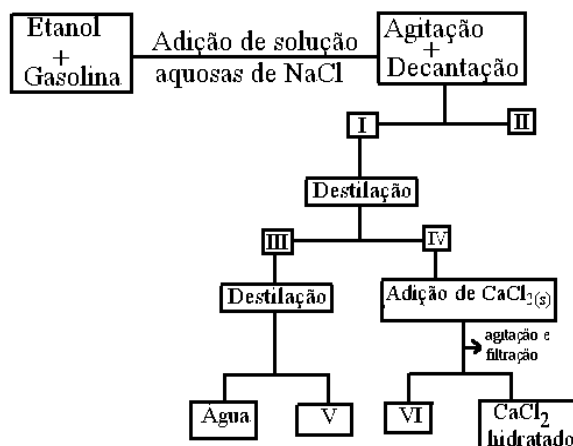 Etanol
+
Gasolina
Adição de solução
aquosas de NaCl
Agitação
+
Decantação
I
II
Destilação
III
IV
Destilação
Adição de CaCl2(s)
agitação e
filtração
Água
V
VI
CaCl2
hidratado